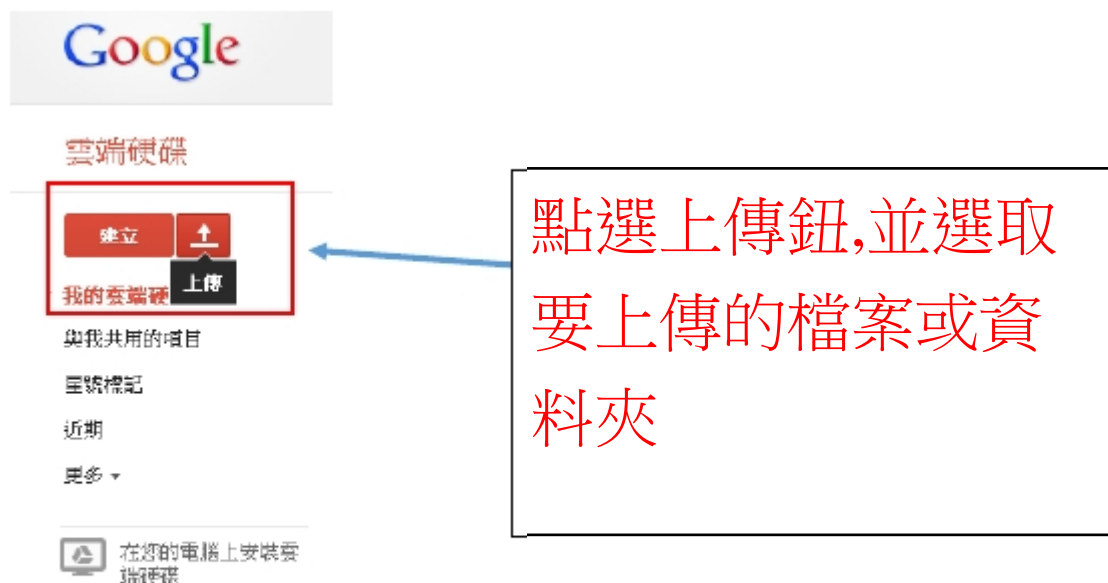 Google
雲端硬碟
建立
上傳
我的雲端硬
與我共用的項目
星號標記
近期
更多
在您的電腦上安裝雲
端硬碟
點選上傳鈕,並選取
要上傳的檔案或資
料夾